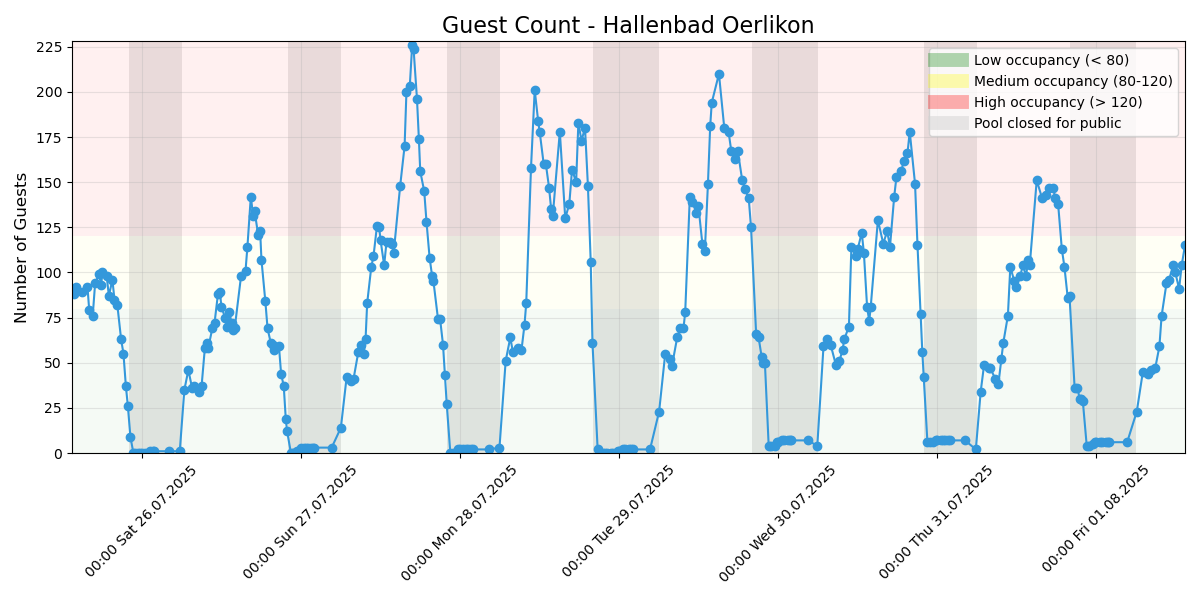 Guest Count - Hallenbad Oerlikon
Number of Guests
225
200
175
150
125
100
75
50
25
0
Low occupancy (< 80)
Medium occupancy (80-120)
High occupancy (> 120)
Pool closed for public
00:00 Sat 26.07.2025
00:00 Sun 27.07.2025
00:00 Mon 28.07.2025
00:00 Tue 29.07.2025
00:00 Wed 30.07.2025
00:00 Thu 31.07.2025
00:00 Fri 01.08.2025